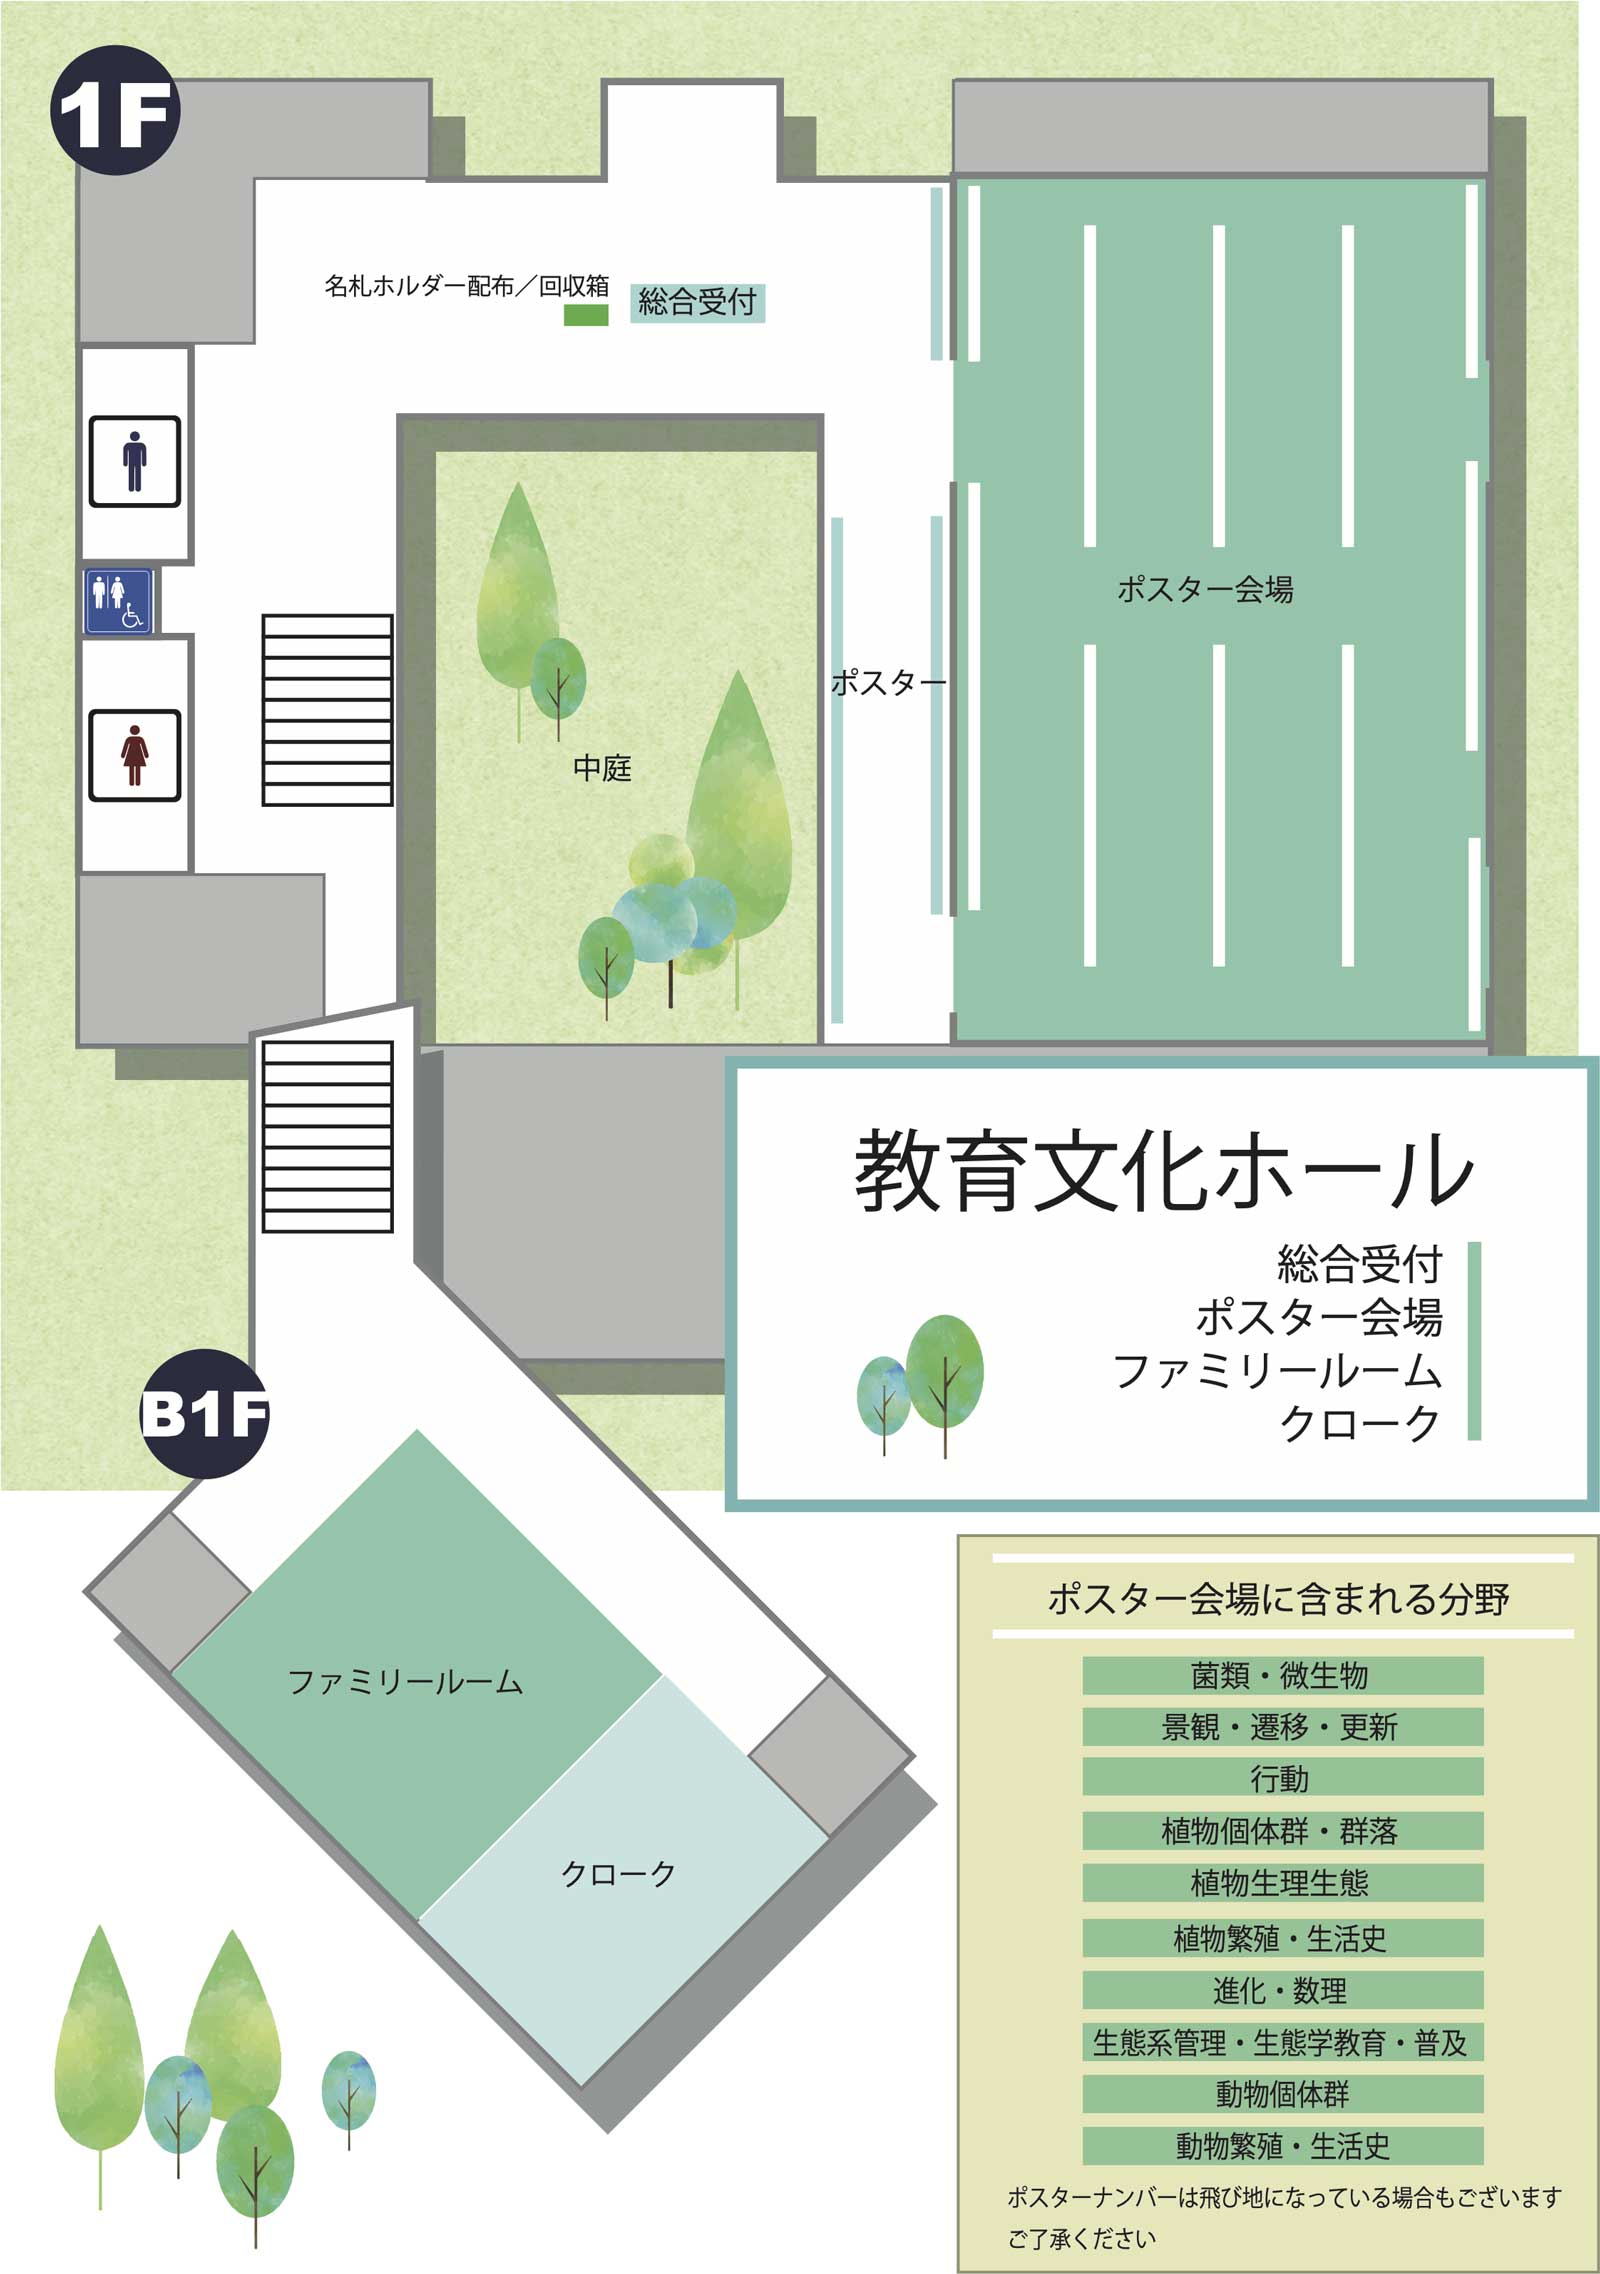 1F
名札ホルダー配布／回収箱
総合受付
ポスター会場
ポスター
中庭
教育文化ホール
総合受付
ポスター会場
ファミリールーム
クローク
B1F
ファミリールーム
クローク
ポスター会場に含まれる分野
菌類・微生物
景観・遷移・更新
行動
植物個体群・群落
植物生理生態
植物繁殖・生活史
進化・数理
生態系管理・生態学教育・普及
動物個体群
動物繁殖・生活史
ポスターナンバーは飛び地になっている場合もございます
ご了承ください